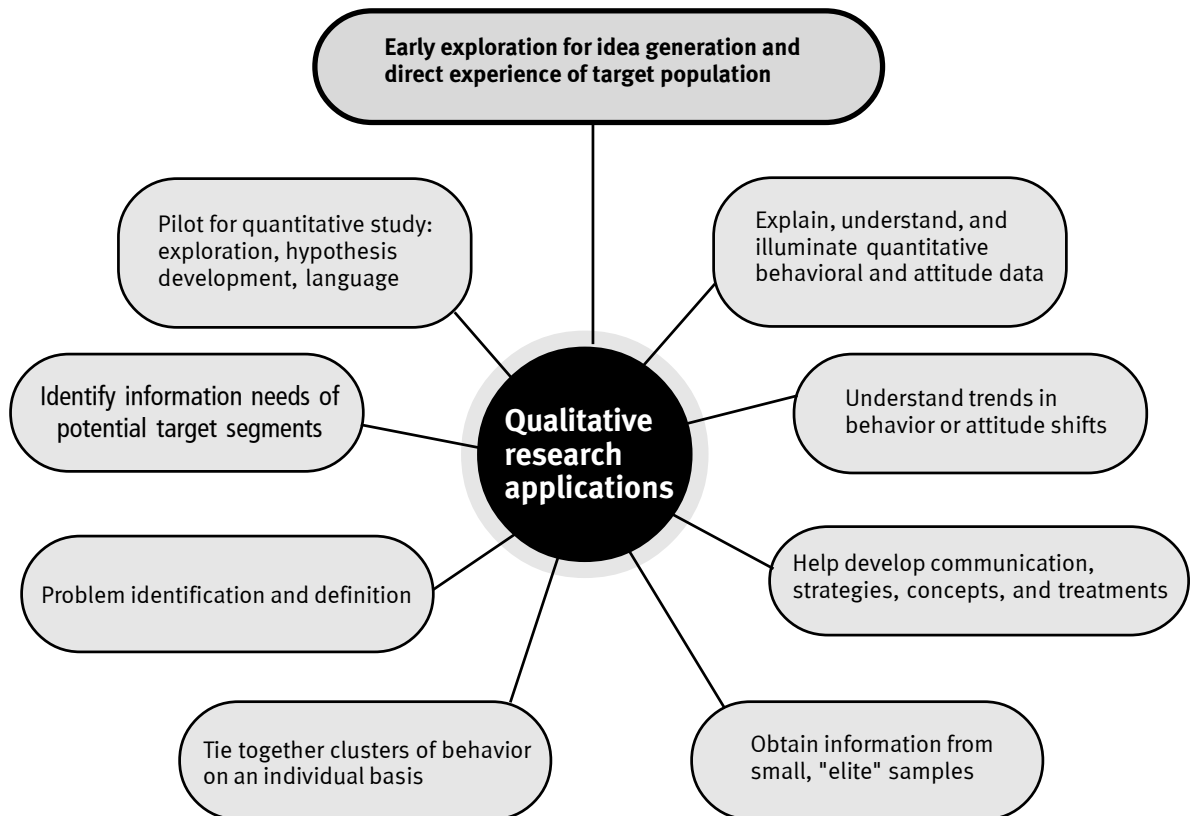 Early exploration for idea generation and
direct experience of target population
Pilot for quantitative study:
exploration, hypothesis
development, language
Explain, understand, and
illuminate quantitative
behavioral and attitude data
Identify information needs of
potential target segments
Qualitative
research
applications
Understand trends in
behavior or attitude shifts
Problem identification and definition
Help develop communication,
strategies, concepts, and treatments
Tie together clusters of behavior
on an individual basis
Obtain information from
small, "elite" samples